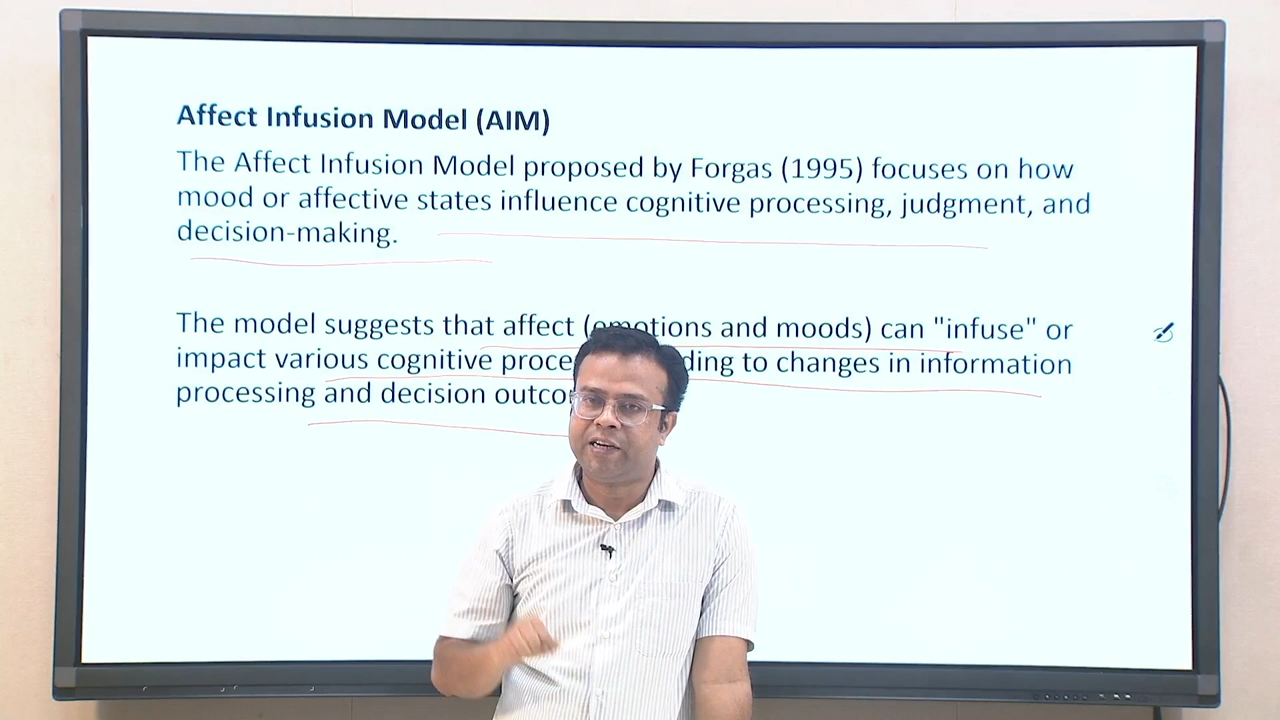 Affect Infusion Model (AIM)
The Affect Infusion Model proposed by Forgas (1995) focuses on how
mood or affective states influence cognitive processing, judgment, and
decision-making.
The model suggests that affect (emotions and moods) can "infuse" or
impact various cognitive to changes in information
processing and decision